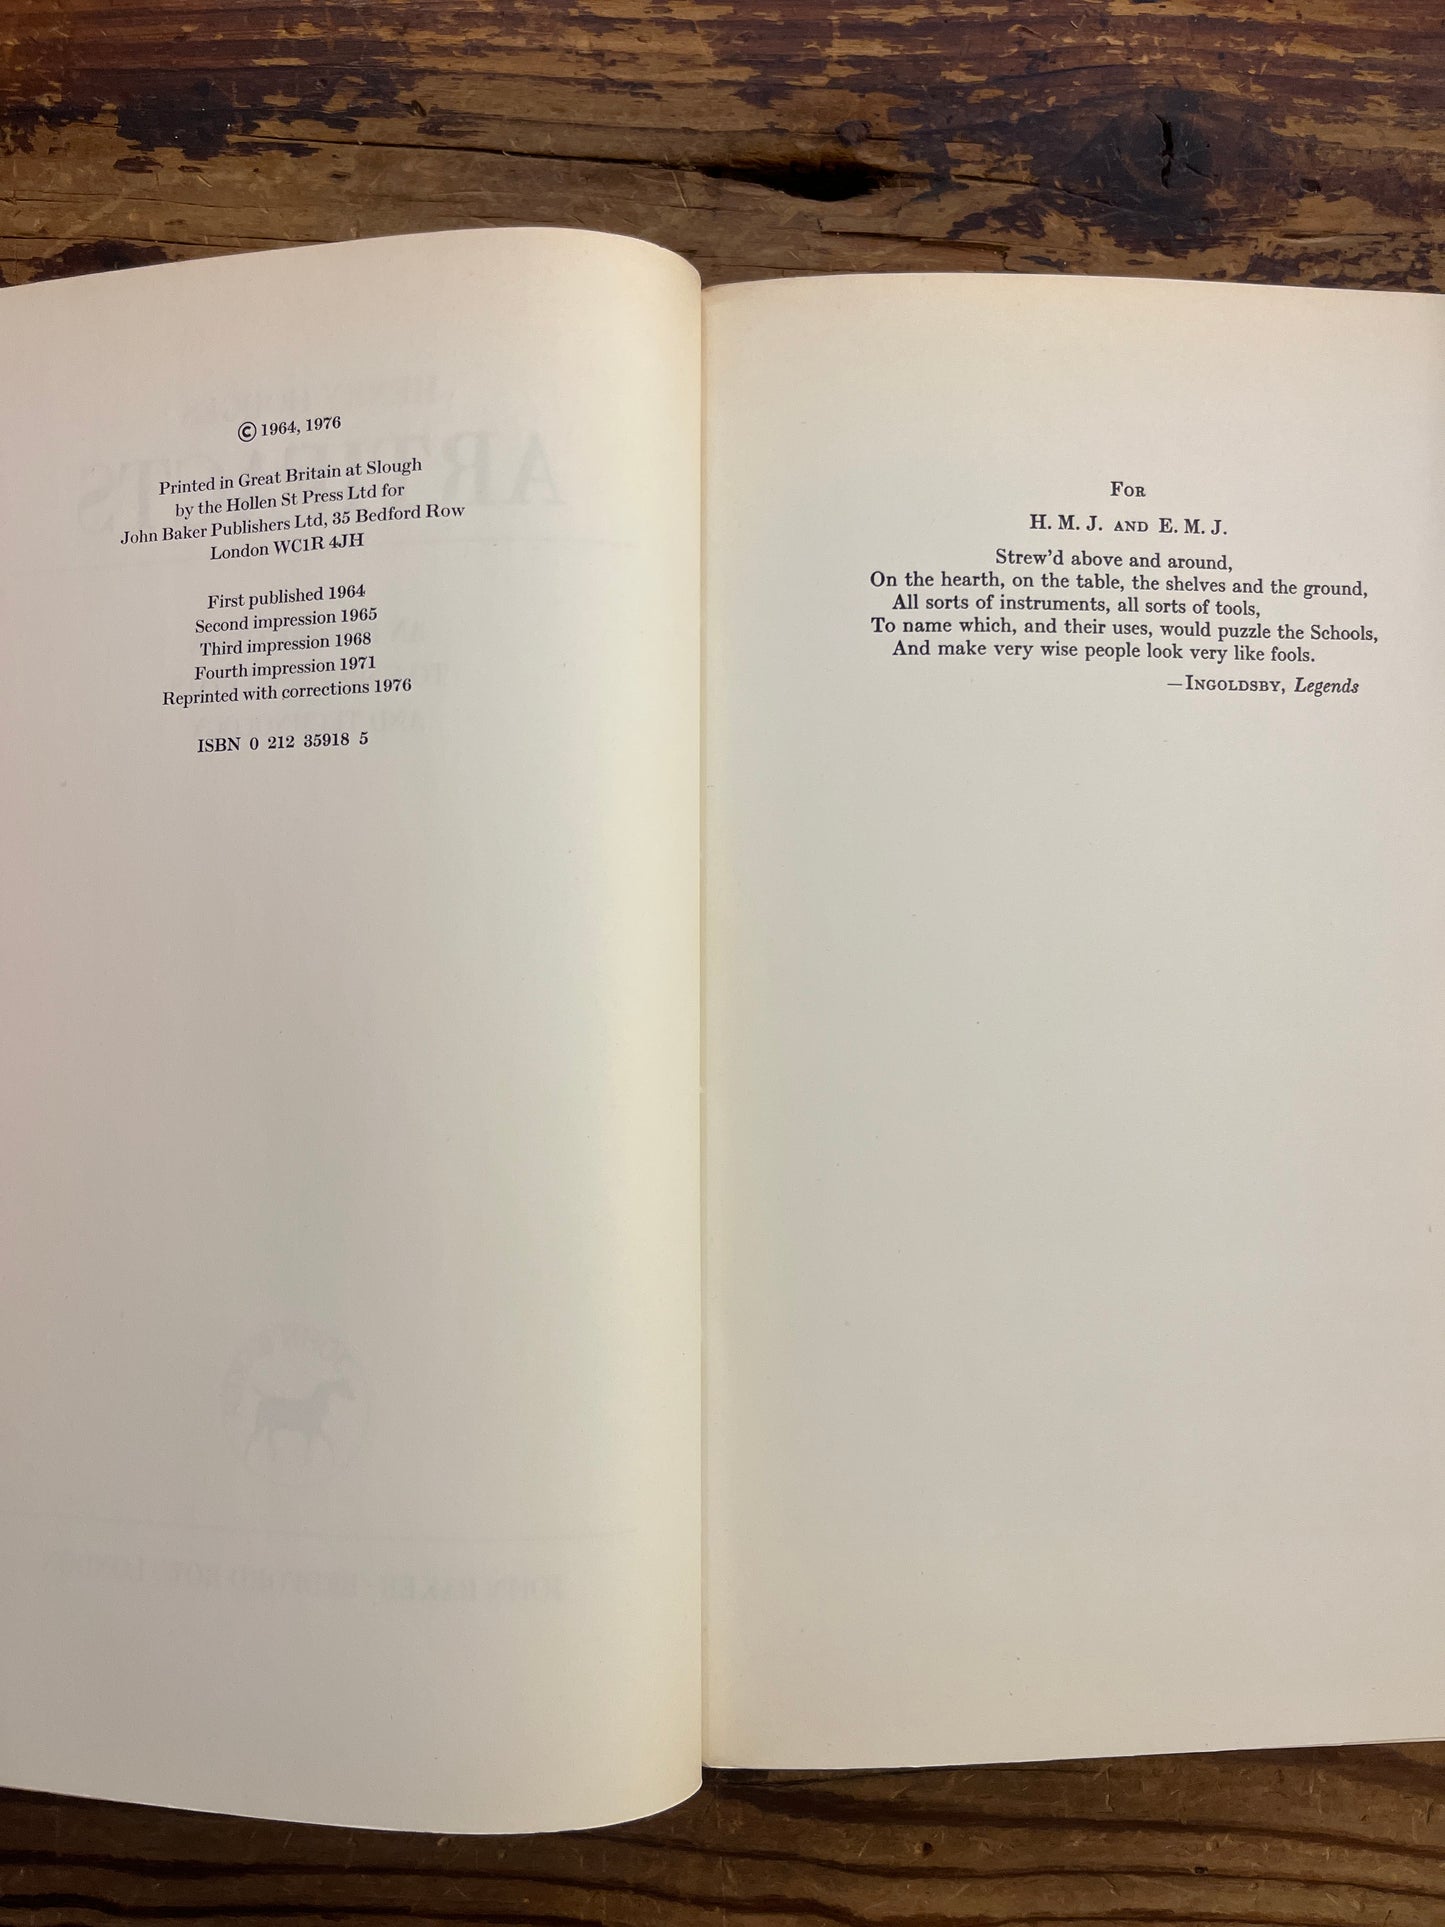 © 1964, 1976
Printed in Great Britain at Slough
by the Hollen St Press Ltd for
John Baker Publishers Ltd, 35 Bedford Row
London WC1R 4JH
First published 1964
Second impression 1965
Third impression 1968
Fourth impression 1971
Reprinted with corrections 1976
ISBN 0 212 35918 5
For
H. M. J. and E. M. J.
Strew'd above and around,
On the hearth, on the table, the shelves and the ground,
All sorts of instruments, all sorts of tools,
To name which, and their uses, would puzzle the Schools,
And make very wise people look very like fools.
—Ingoldsby, Legends